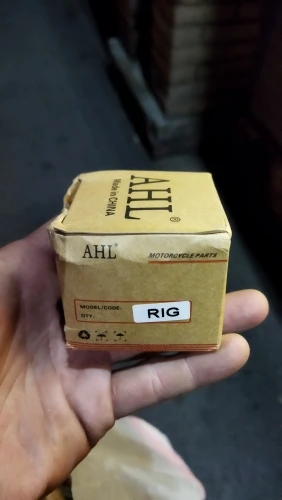 AHL®
Made in CHINA
AHL® MOTORCYCLE PARTS
MODEL/CODE:
QTY:
RIG